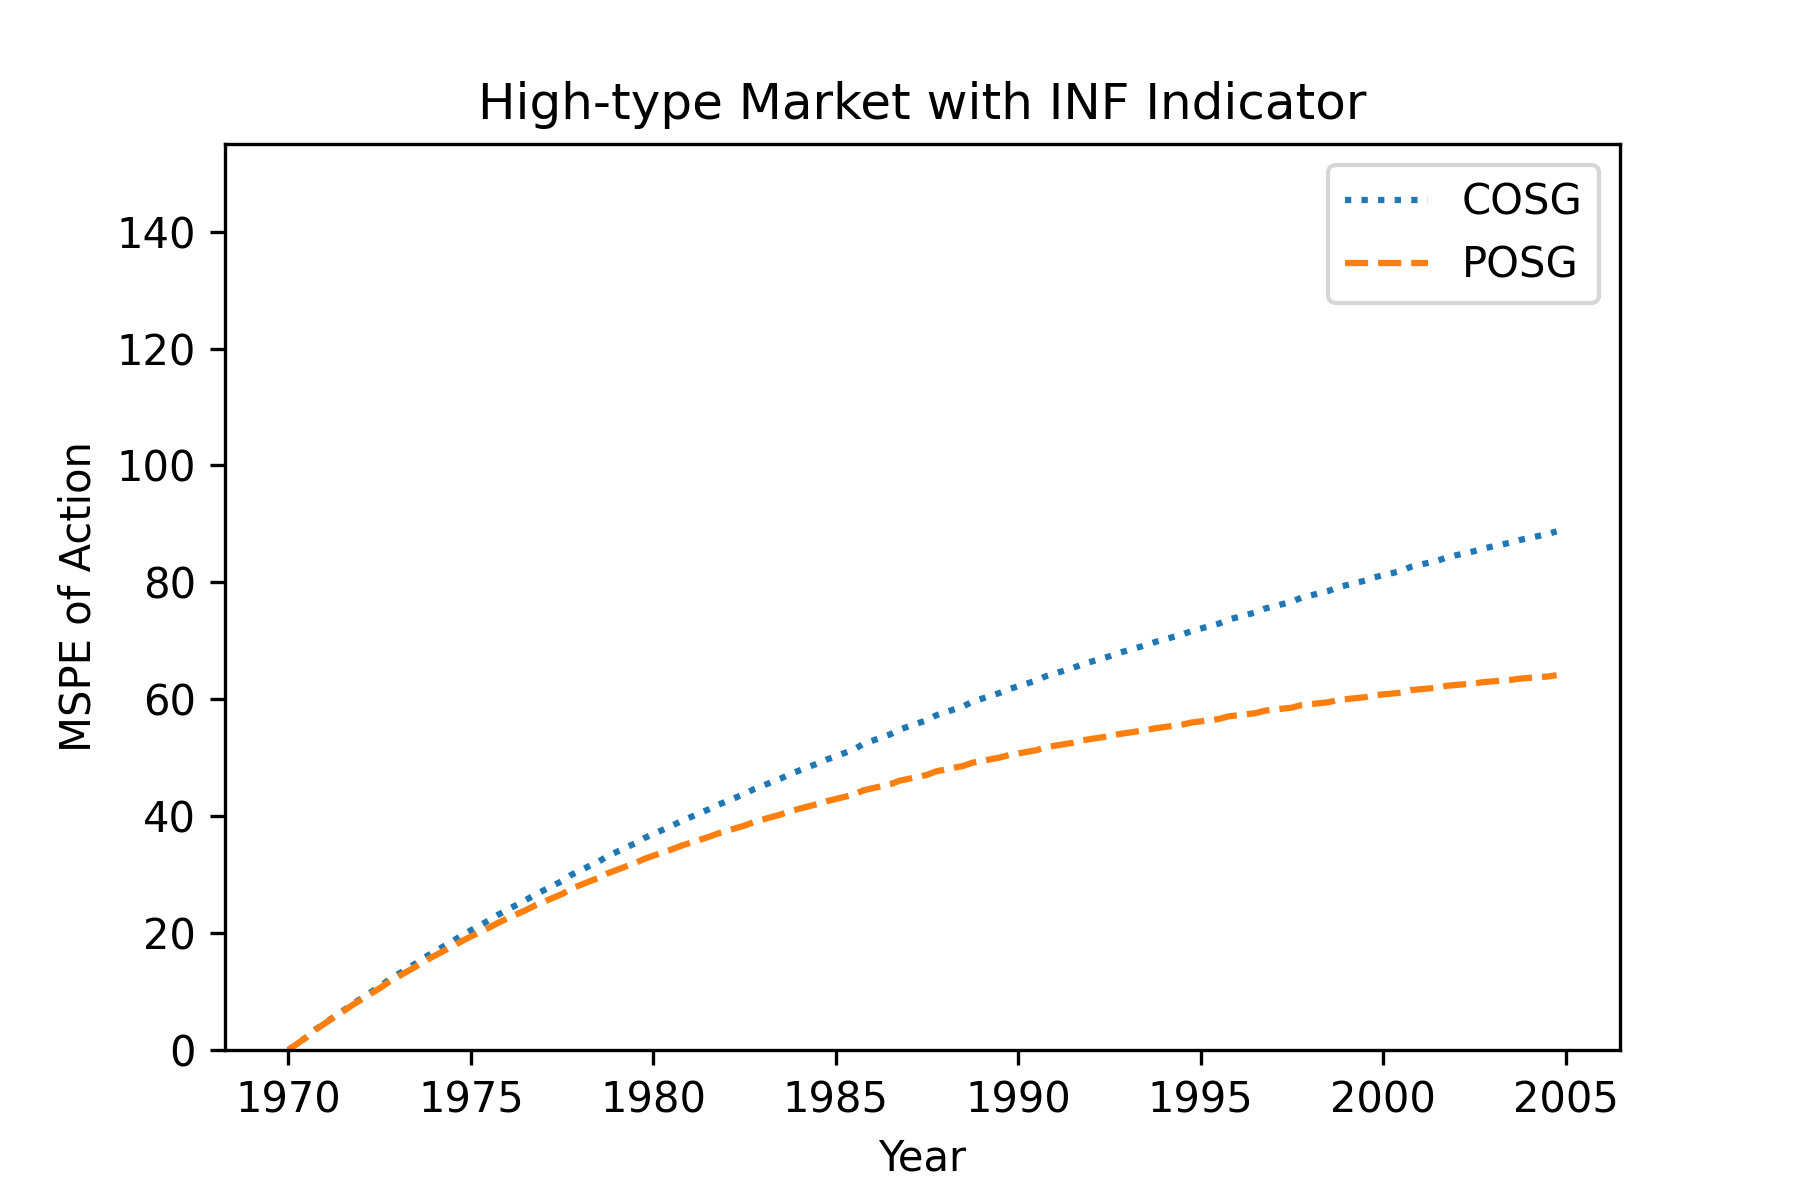 High-type Market with INF Indicator
COSG
POSG
MSPE of Action
140
120
100
80
60
40
20
0
1970 1975 1980 1985 1990 1995 2000 2005
Year